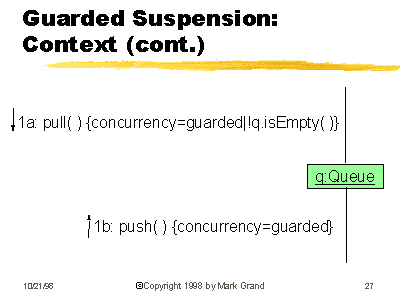 Guarded Suspension:
Context (cont.)
1a: pull( ) {concurrency=guarded|!q.isEmpty( )}
q:Queue
1b: push( ) {concurrency=guarded}
10/21/98 ©Copyright 1998 by Mark Grand 27